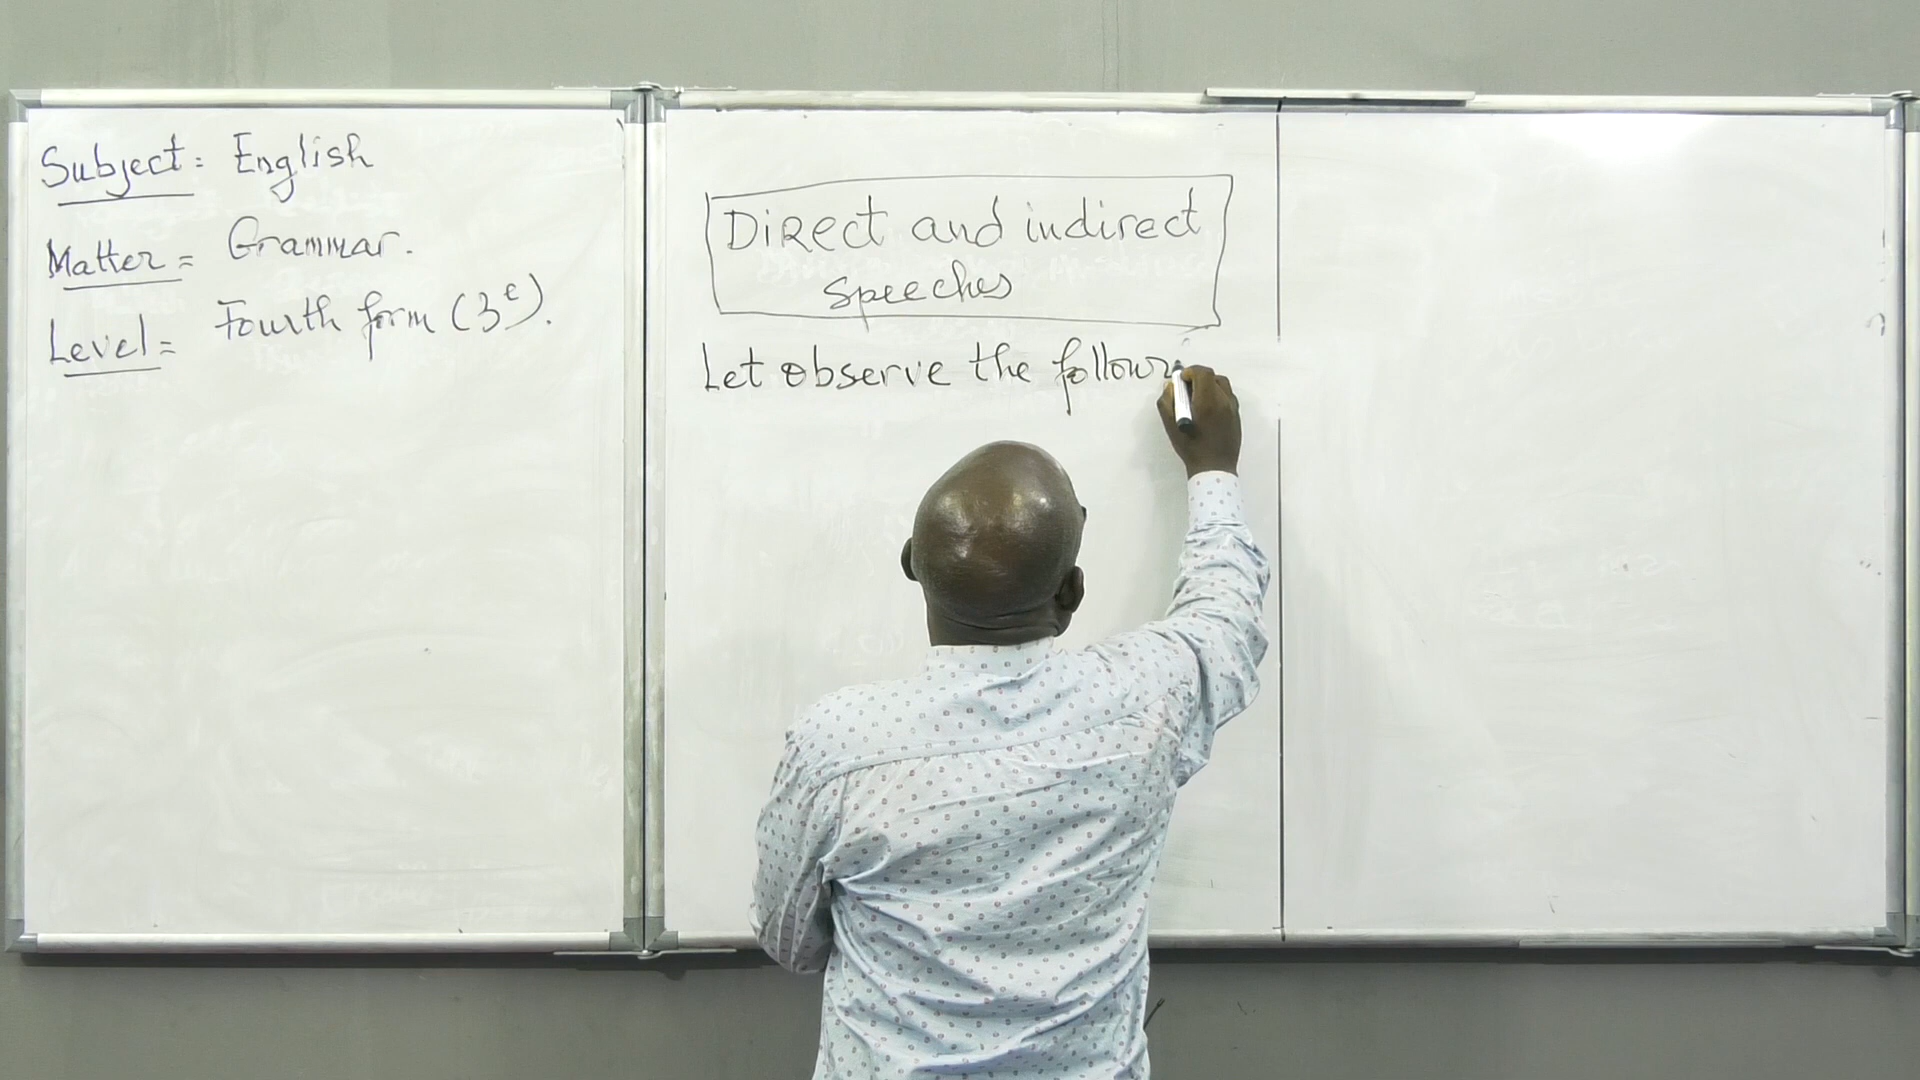 Subject: English
Matter = Grammar.
Level = Fourth form (3e).
Direct and indirect
speeches
Let observe the follow